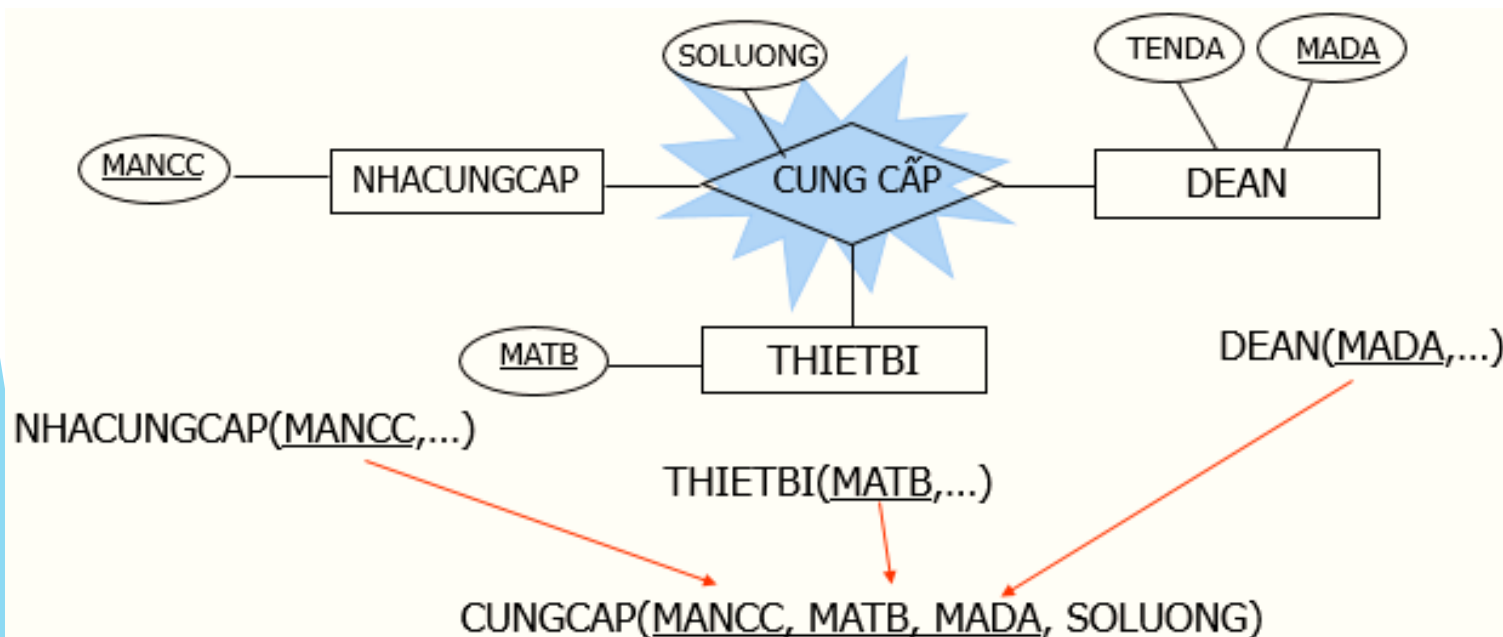 SOLUONG
TENDA
MADA
MANCC
NHACUNGCAP
CUNG CẤP
DEAN
MATB
THIETBI
DEAN(MADA,...)
NHACUNGCAP(MANCC,...)
THIETBI(MATB,...)
CUNGCAP(MANCC, MATB, MADA, SOLUONG)